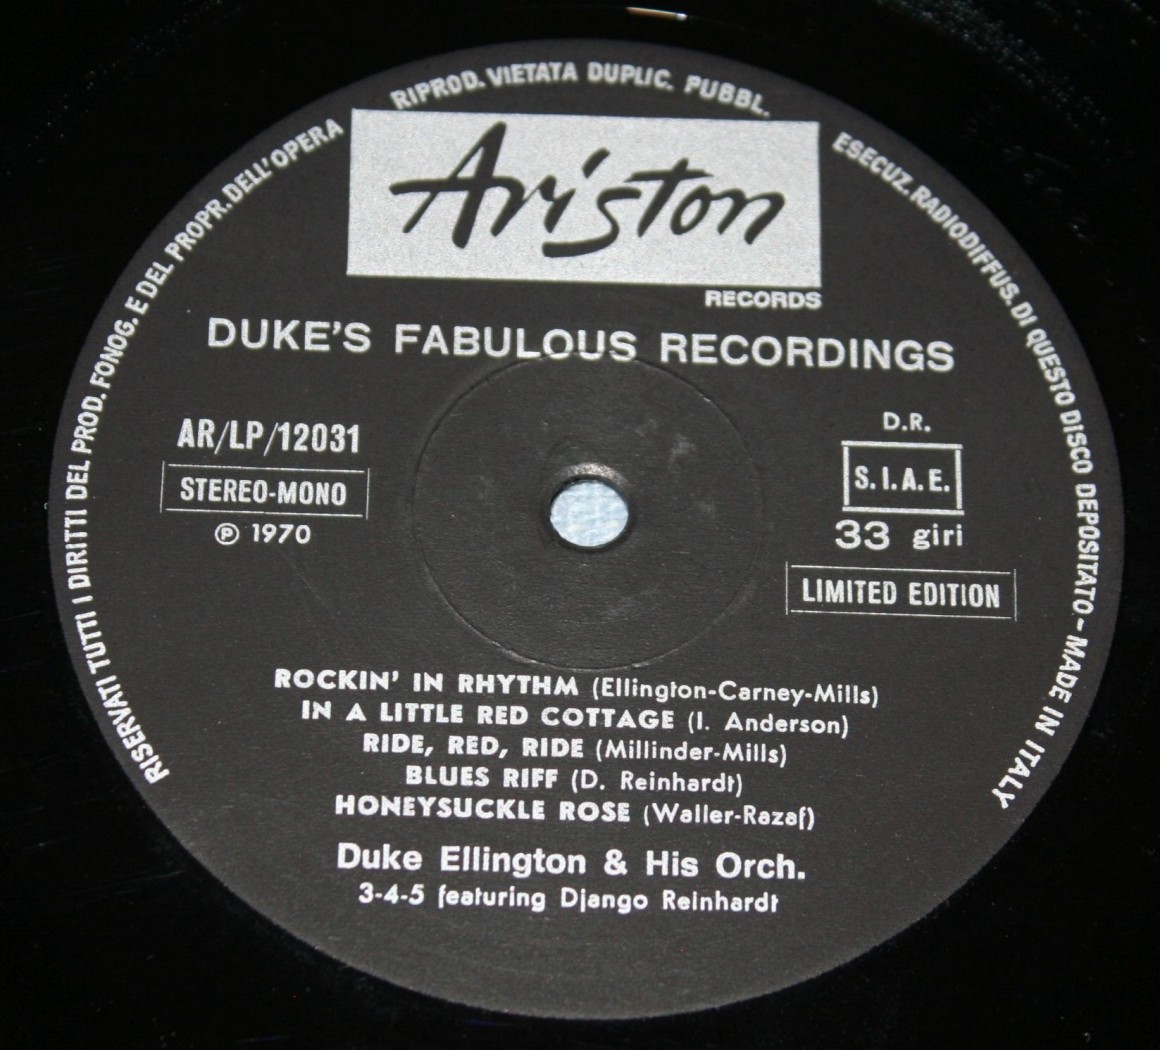 RISERVATI TUTTI I DIRITTI DEL PROD. FONOG. E DEL PROPR. DELL'OPERA
RIPROD. VIETATA DUPLIC. PUBBL.
ESECUZ. RADIODIFFUS. DI QUESTO DISCO DEPOSITATO - MADE IN ITALY
Ariston
RECORDS
DUKE'S FABULOUS RECORDINGS
AR/LP/12031
STEREO-MONO
℗ 1970
D.R.
S.I.A.E.
33 giri
LIMITED EDITION
ROCKIN' IN RHYTHM (Ellington-Carney-Mills)
IN A LITTLE RED COTTAGE (I. Anderson)
RIDE, RED, RIDE (Millinder-Mills)
BLUES RIFF (D. Reinhardt)
HONEYSUCKLE ROSE (Waller-Razaf)
Duke Ellington & His Orch.
3-4-5 featuring Django Reinhardt